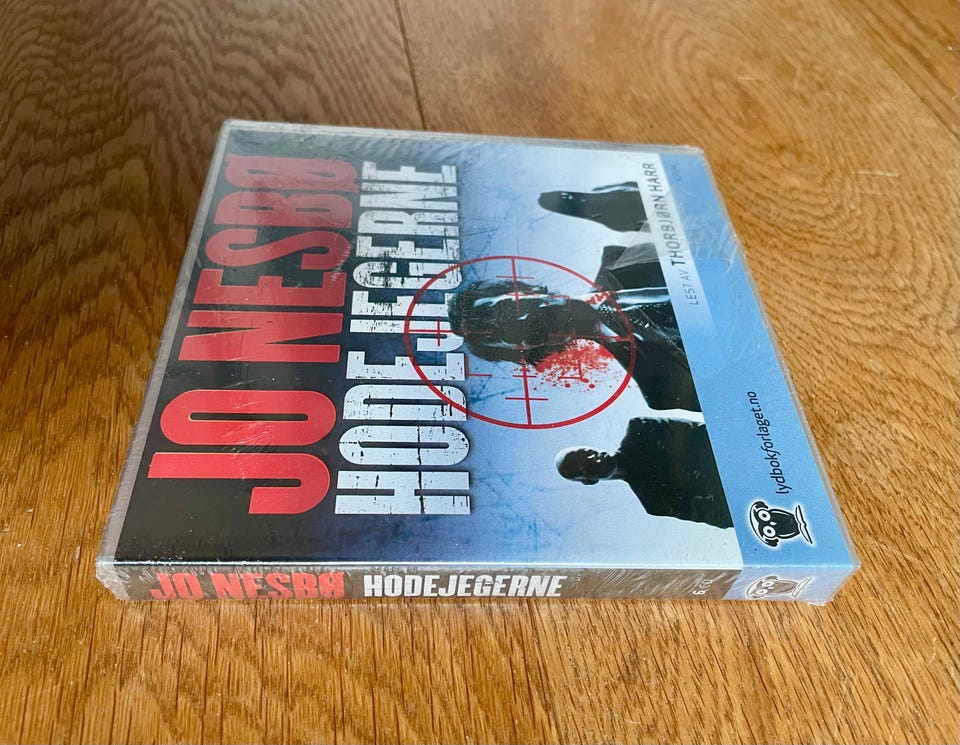 JO NESBØ
HODEJEGERNE
LEST AV THORBJØRN HARR
lydbokforlaget.no
JO NESBØ HODEJEGERNE